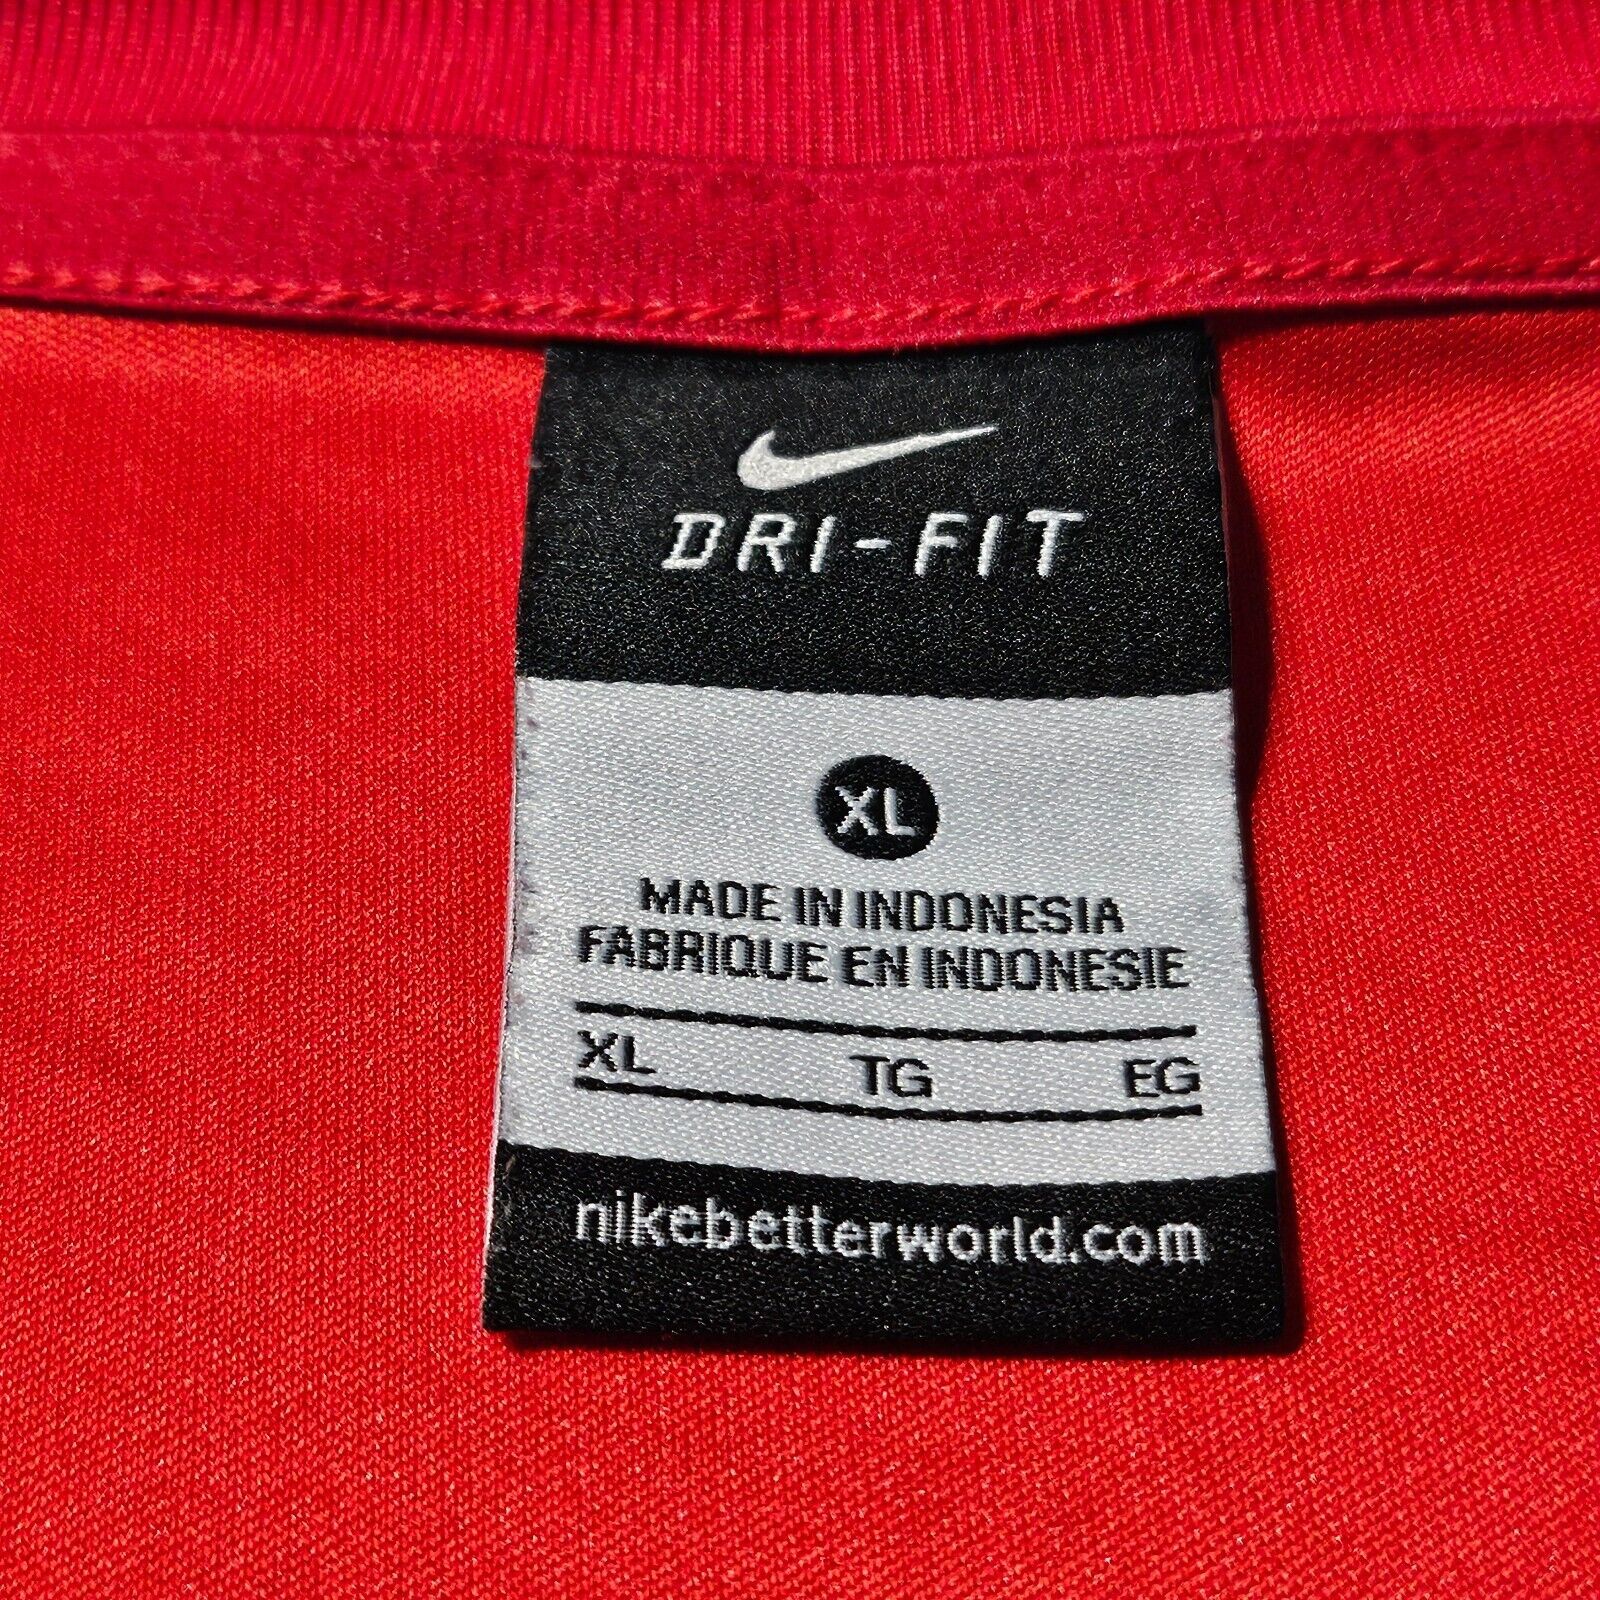 DRI-FIT
XL
MADE IN INDONESIA
FABRIQUE EN INDONESIE
XL TG EG
nikebetterworld.com